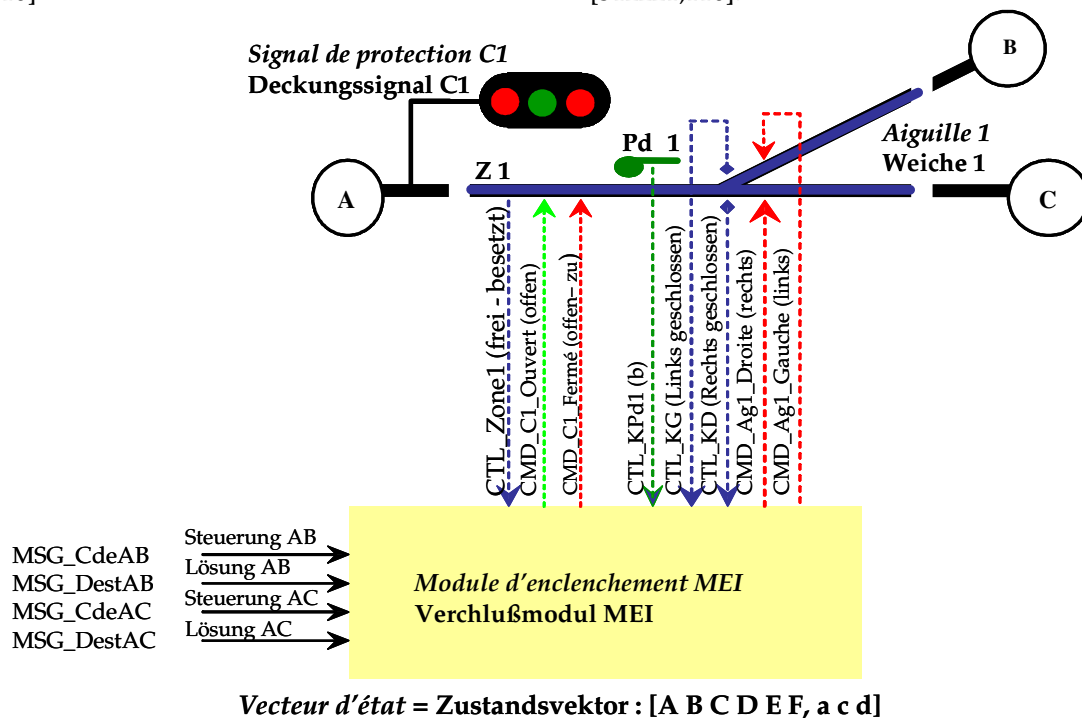 Signal de protection C1
Deckungssignal C1
B
Pd 1
Aiguille 1
Weiche 1
Z 1
A
C
CTL_Zone1 (frei - besetzt)
CMD_C1_Ouvert (offen)
CMD_C1_Fermé (offen– zu)
CTL_KPd1 (b)
CTL_KG (Links geschlossen)
CTL_KD (Rechts geschlossen)
CMD_Ag1_Droite (rechts)
CMD_Ag1_Gauche (links)
MSG_CdeAB Steuerung AB
MSG_DestAB Lösung AB
MSG_CdeAC Steuerung AC
MSG_DestAC Lösung AC
Module d'enclenchement MEI
Verchlußmodul MEI
Vecteur d'état = Zustandsvektor : [A B C D E F, a c d]